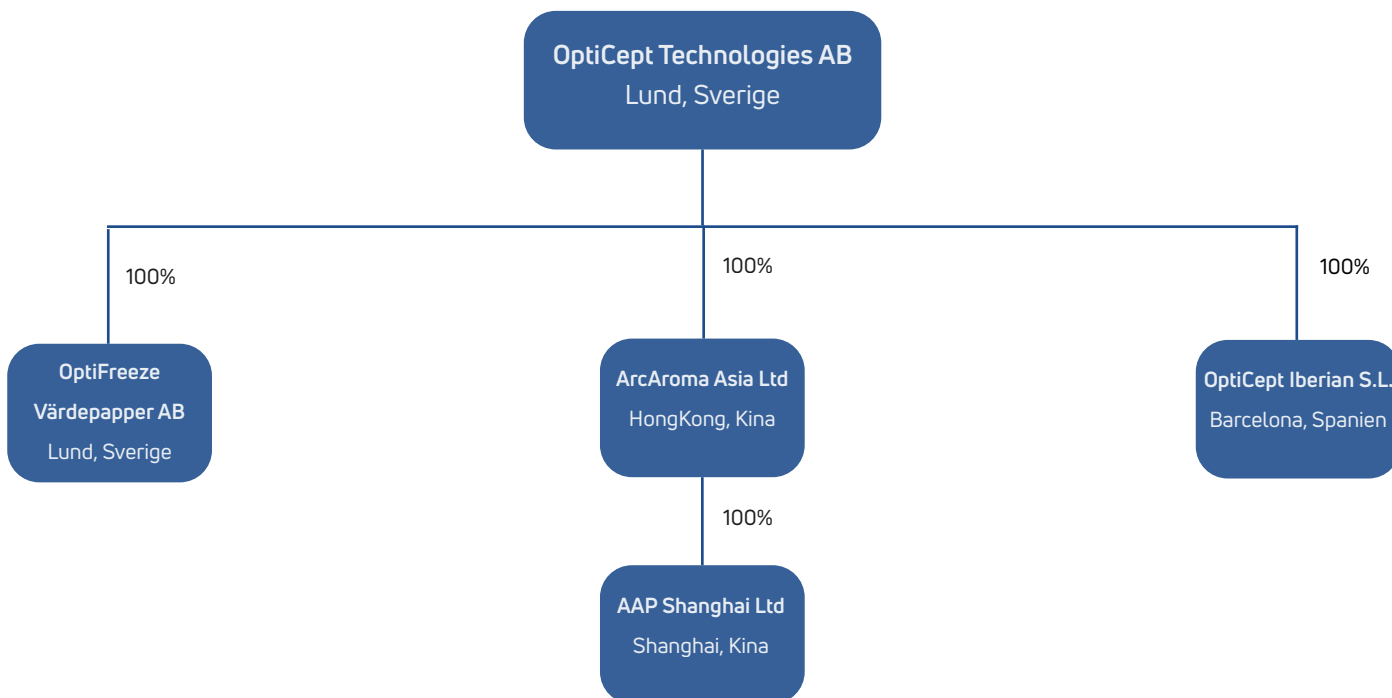 OptiCept Technologies AB
Lund, Sverige
100%
100%
100%
OptiFreeze
Värdepapper AB
Lund, Sverige
ArcAroma Asia Ltd
HongKong, Kina
OptiCept Iberian S.L.
Barcelona, Spanien
100%
AAP Shanghai Ltd
Shanghai, Kina